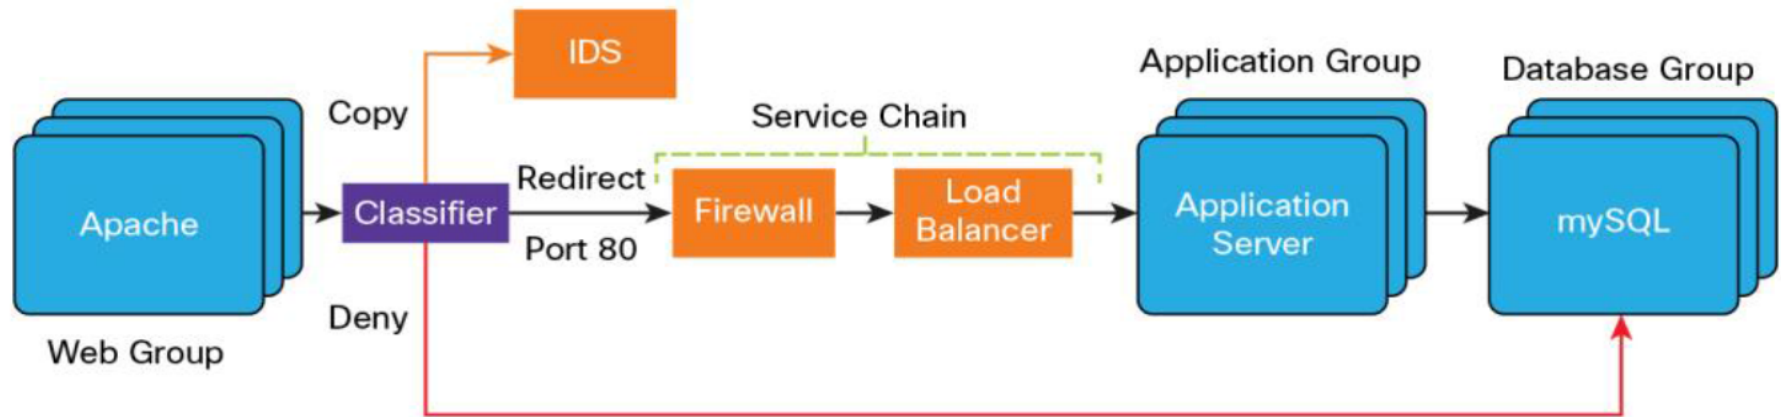 IDS
Application Group
Database Group
Copy
Service Chain
Redirect
Apache
Classifier
Firewall
Load
Balancer
Application
Server
mySQL
Port 80
Deny
Web Group